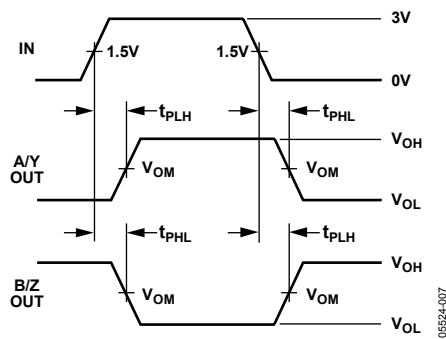 3V
IN
1.5V
1.5V
0V
tPLH
tPHL
VOH
A/Y
OUT
VOM
VOM
VOL
tPHL
tPLH
VOH
B/Z
OUT
VOM
VOM
VOL
05524-007